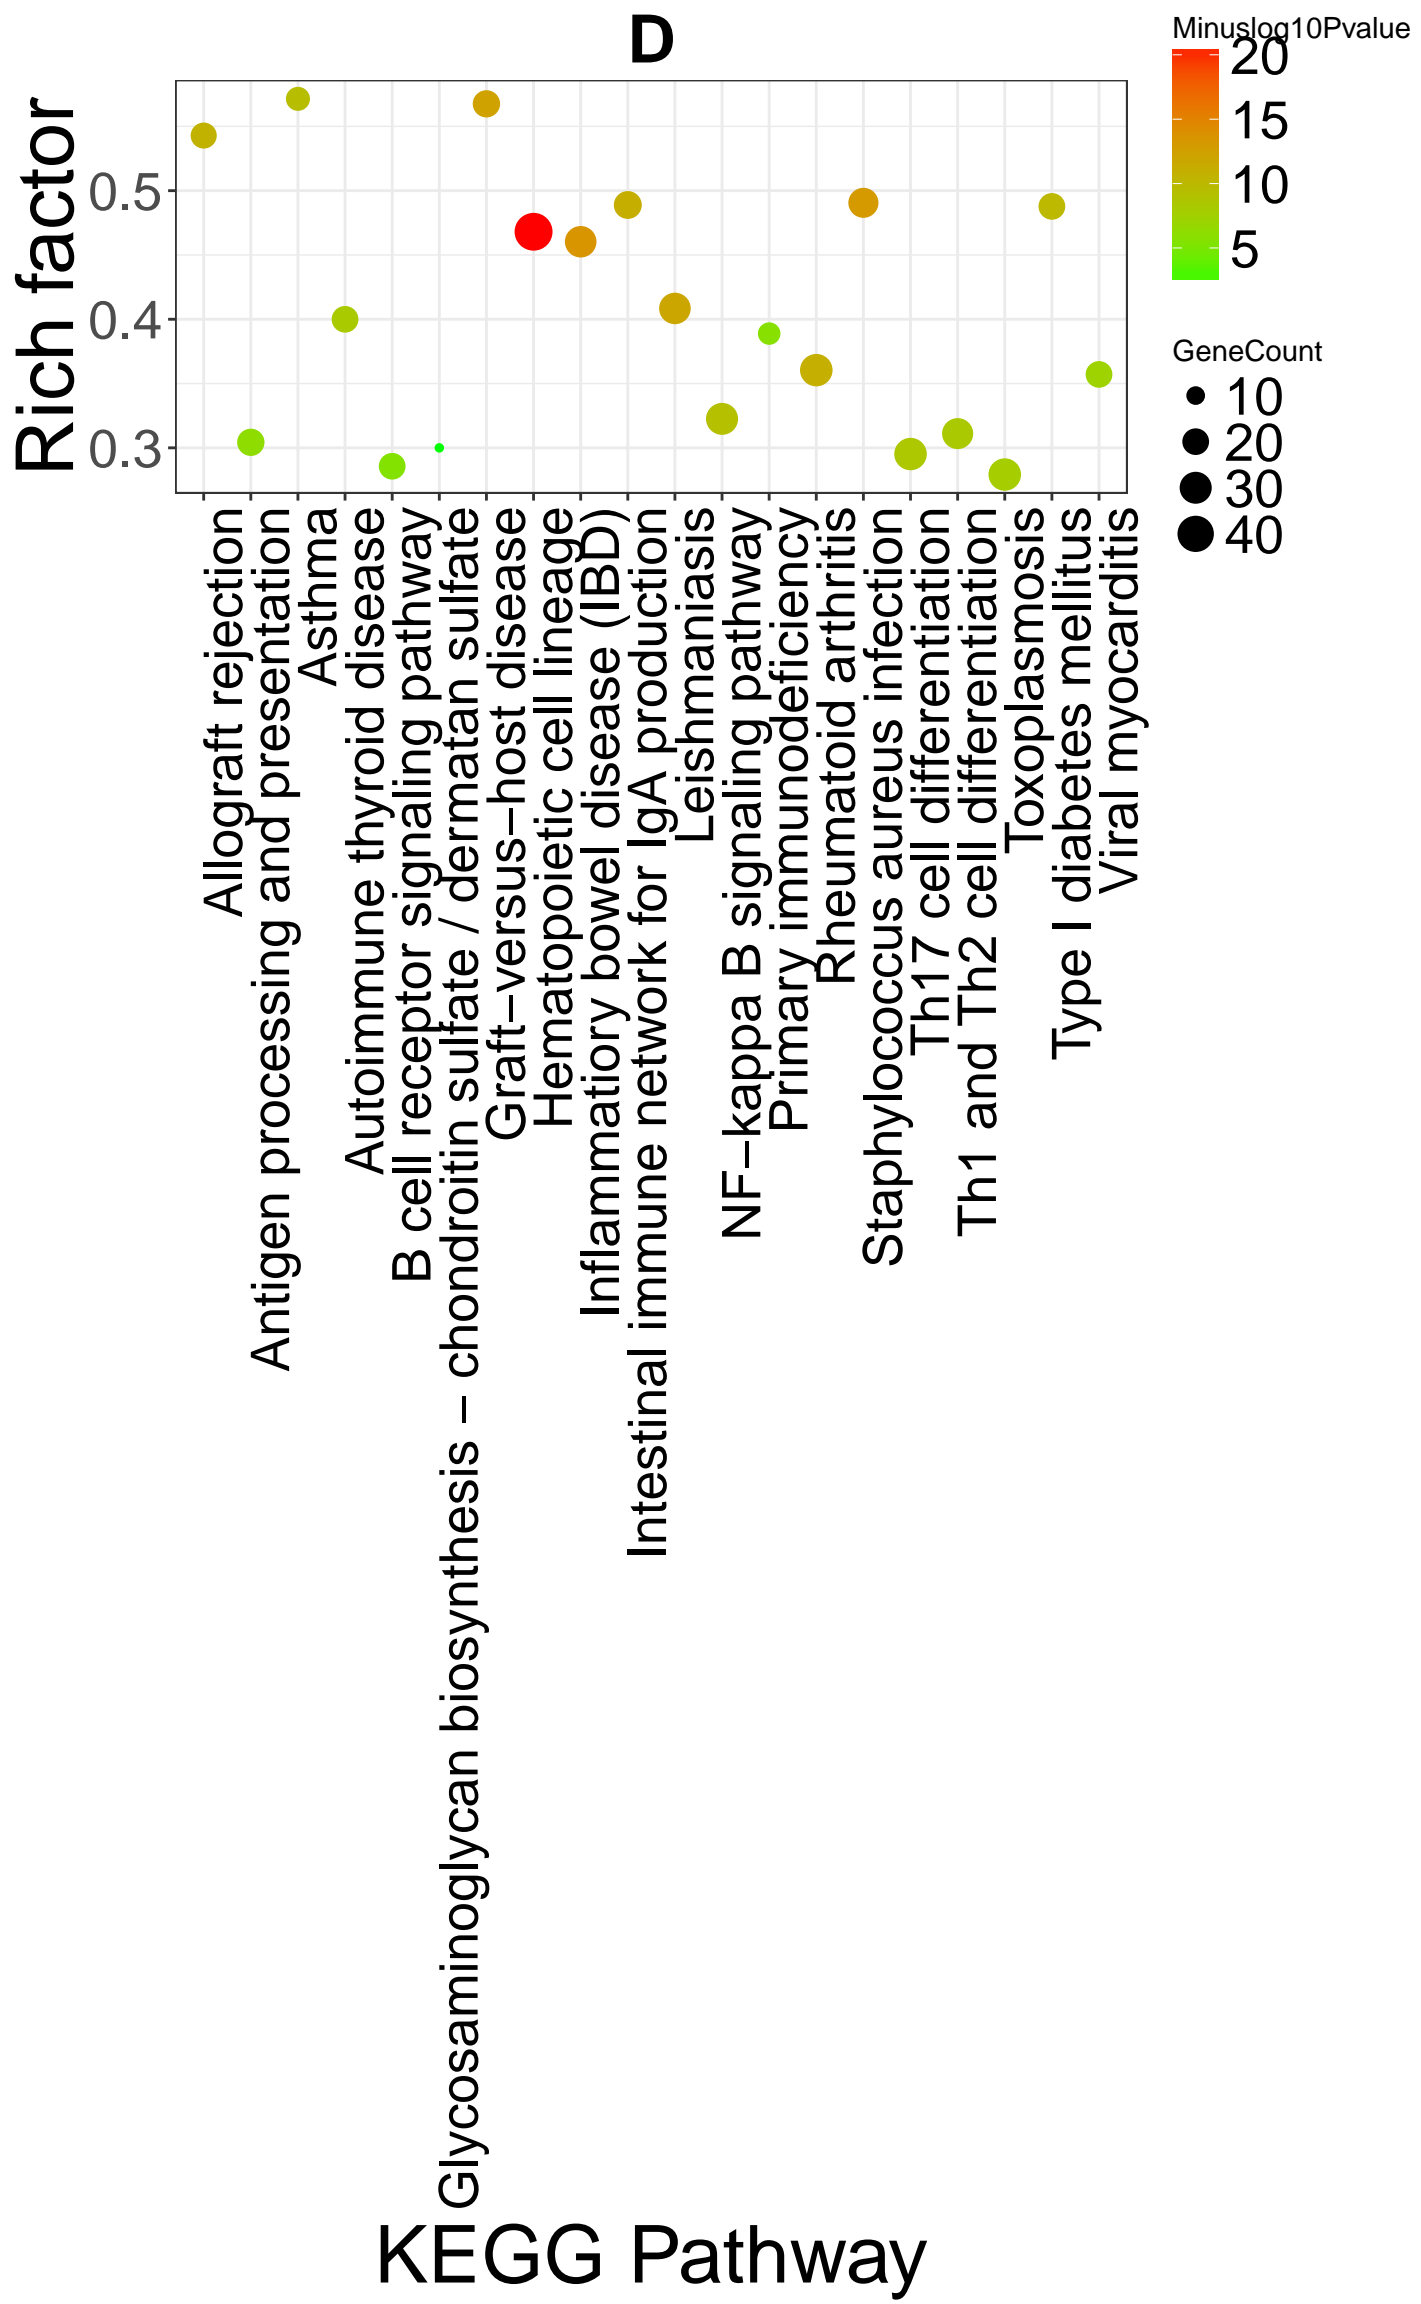 D
Rich factor
0.5
0.4
0.3
Allograft rejection
Antigen processing and presentation
Asthma
Autoimmune thyroid disease
B cell receptor signaling pathway
Glycosaminoglycan biosynthesis − chondroitin sulfate / dermatan sulfate
Graft−versus−host disease
Hematopoietic cell lineage
Inflammatiory bowel disease (IBD)
Intestinal immune network for IgA production
Leishmaniasis
NF−kappa B signaling pathway
Primary immunodeficiency
Rheumatoid arthritis
Staphylococcus aureus infection
Th17 cell differentiation
Th1 and Th2 cell differentiation
Toxoplasmosis
Type I diabetes mellitus
Viral myocarditis
KEGG Pathway
Minuslog10Pvalue
20
15
10
5
GeneCount
10
20
30
40